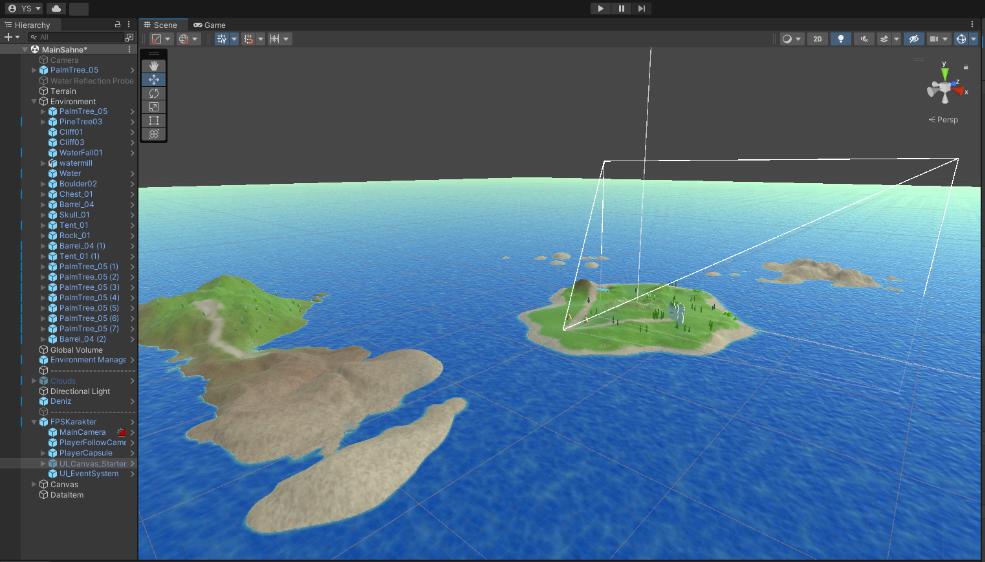 YS
Hierarchy
All
MainSahne*
Camera
PalmTree_05
Water Reflection Probe
Terrain
Environment
PalmTree_05
PineTree03
Cliff01
Cliff03
WaterFall01
watermill
Water
Boulder02
Chest_01
Barrel_04
Skull_01
Tent_01
Rock_01
Barrel_04 (1)
Tent_01 (1)
PalmTree_05 (1)
PalmTree_05 (2)
PalmTree_05 (3)
PalmTree_05 (4)
PalmTree_05 (5)
PalmTree_05 (6)
PalmTree_05 (7)
Barrel_04 (2)
Global Volume
Environment Manage
--------------------
Clouds
Directional Light
Deniz
--------------------
FPSKarakter
MainCamera
PlayerFollowCame
PlayerCapsule
UI_Canvas_Starter
UI_EventSystem
Canvas
DataItem
Scene Game
2D
y
z
x
Persp